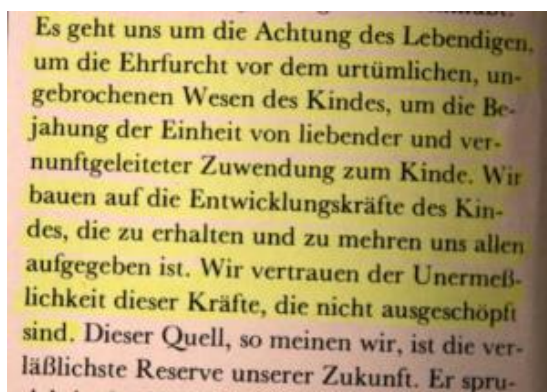 Es geht uns um die Achtung des Lebendigen,
um die Ehrfurcht vor dem urtümlichen, un-
gebrochenen Wesen des Kindes, um die Be-
jahung der Einheit von liebender und ver-
nunftgeleiteter Zuwendung zum Kinde. Wir
bauen auf die Entwicklungskräfte des Kin-
des, die zu erhalten und zu mehren uns allen
aufgegeben ist. Wir vertrauen der Unermeß-
lichkeit dieser Kräfte, die nicht ausgeschöpft
sind. Dieser Quell, so meinen wir, ist die ver-
läßlichste Reserve unserer Zukunft. Er spru-